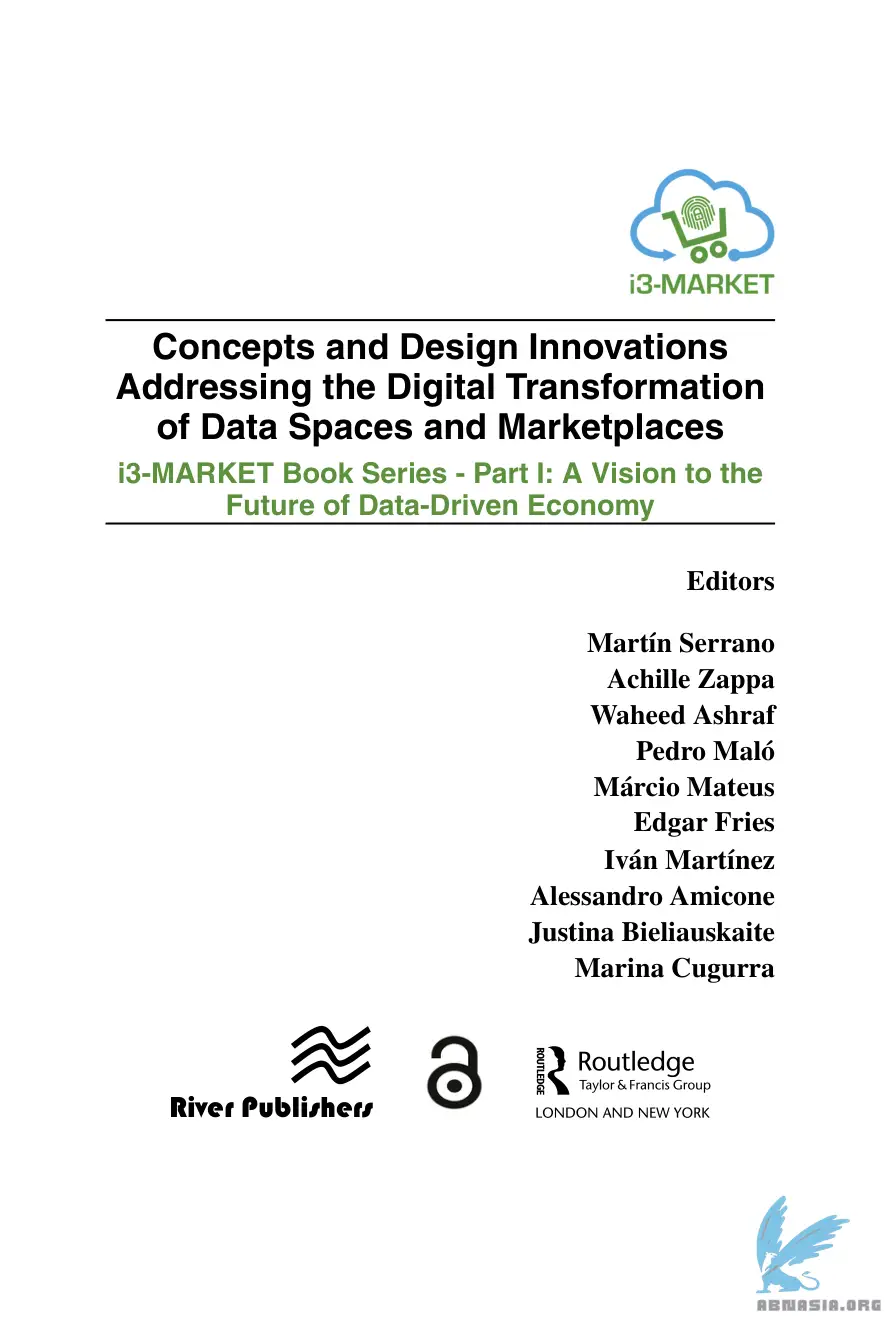 i3-MARKET
Concepts and Design Innovations
Addressing the Digital Transformation
of Data Spaces and Marketplaces
i3-MARKET Book Series - Part I: A Vision to the
Future of Data-Driven Economy
Editors
Martín Serrano
Achille Zappa
Waheed Ashraf
Pedro Maló
Márcio Mateus
Edgar Fries
Iván Martínez
Alessandro Amicone
Justina Bieliauskaite
Marina Cugurra
River Publishers
ROUTLEDGE
Routledge
Taylor & Francis Group
LONDON AND NEW YORK
ABNASIA.ORG